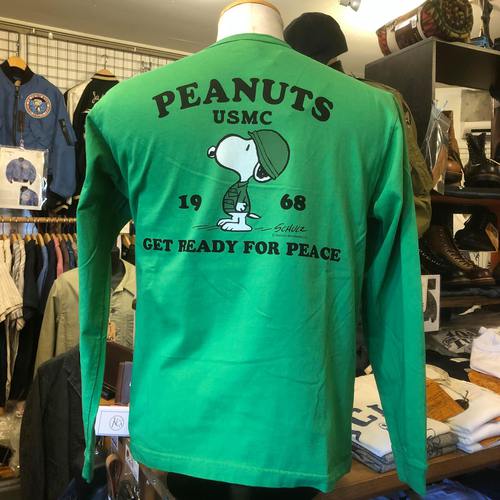 PEANUTS
USMC
19 68
SCHULZ
GET READY FOR PEACE